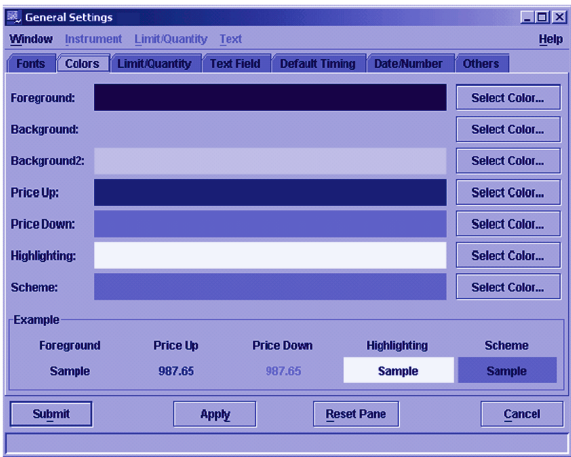 General Settings
Window Instrument Limit/Quantity Text Help
Fonts Colors Limit/Quantity Text Field Default Timing Date/Number Others
Foreground: Select Color...
Background: Select Color...
Background2: Select Color...
Price Up: Select Color...
Price Down: Select Color...
Highlighting: Select Color...
Scheme: Select Color...
Example
Foreground Price Up Price Down Highlighting Scheme
Sample 987.65 987.65 Sample Sample
Submit Apply Reset Pane Cancel